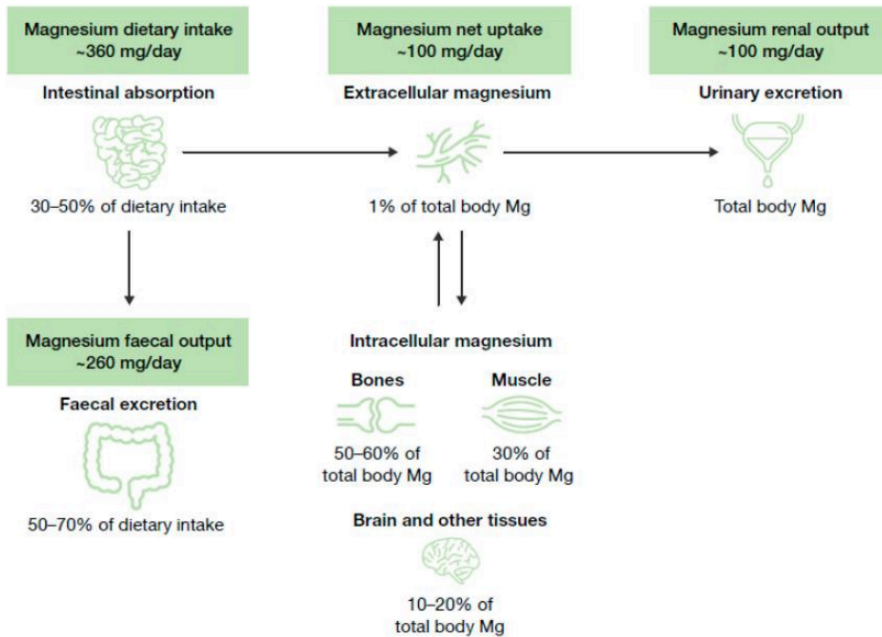 Magnesium dietary intake
~360 mg/day
Intestinal absorption
30–50% of dietary intake
Magnesium net uptake
~100 mg/day
Extracellular magnesium
1% of total body Mg
Magnesium renal output
~100 mg/day
Urinary excretion
Total body Mg
Magnesium faecal output
~260 mg/day
Faecal excretion
50–70% of dietary intake
Intracellular magnesium
Bones
50–60% of
total body Mg
Muscle
30% of
total body Mg
Brain and other tissues
10–20% of
total body Mg